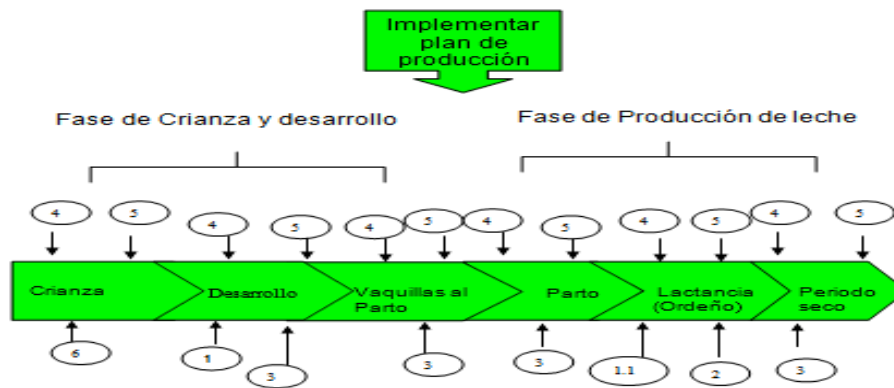 Implementar
plan de
producción
Fase de Crianza y desarrollo
Fase de Producción de leche
4 5 4 5 4 5 4 5 4 5 4 5
Crianza
Desarrollo
Vaquillas al
Parto
Parto
Lactancia
(Ordeño)
Periodo
seco
6 1 3 3 3 1.1 2 3